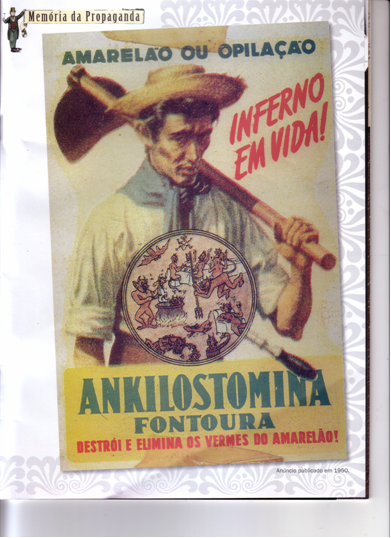 Memória da Propaganda
AMARELÃO OU OPILAÇÃO
INFERNO
EM VIDA!
ANKILOSTOMINA
FONTOURA
DESTRÓI E ELIMINA OS VERMES DO AMARELÃO!
Anúncio publicado em 1950.